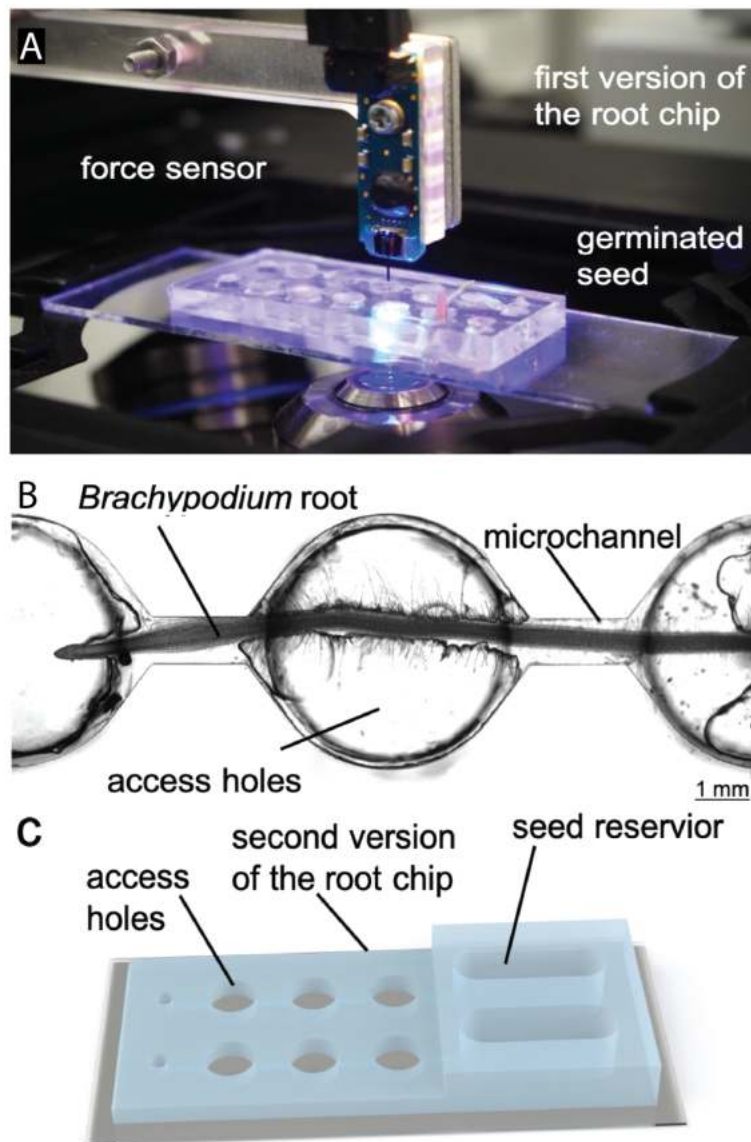 A
first version of
the root chip
force sensor
germinated
seed
B
Brachypodium root
microchannel
access holes
1 mm
C
second version
of the root chip
seed reservior
access
holes